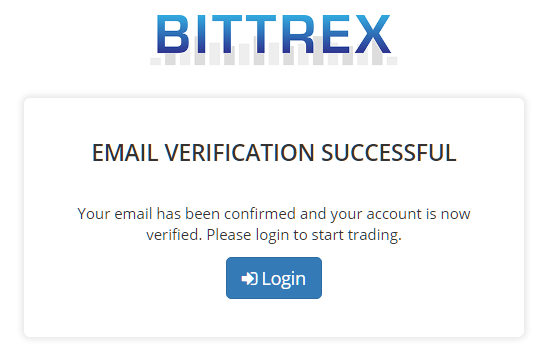 BITTREX
EMAIL VERIFICATION SUCCESSFUL
Your email has been confirmed and your account is now
verified. Please login to start trading.
Login